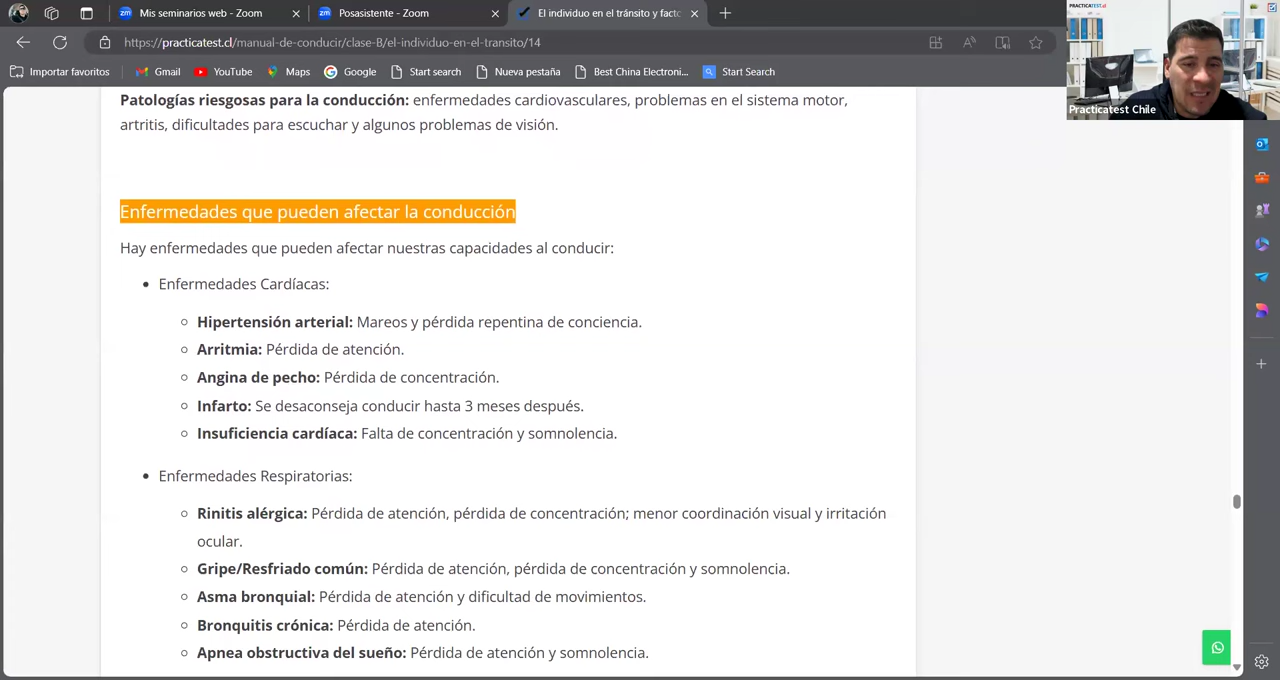 Mis seminarios web - Zoom
Posasistente - Zoom
El individuo en el tránsito y facto
https://practicatest.cl/manual-de-conducir/clase-B/el-individuo-en-el-transito/14
Importar favoritos
Gmail
YouTube
Maps
Google
Start search
Nueva pestaña
Best China Electroni...
Start Search
PRACTICATEST.cl
Practicatest Chile
Patologías riesgosas para la conducción: enfermedades cardiovasculares, problemas en el sistema motor,
artritis, dificultades para escuchar y algunos problemas de visión.
Enfermedades que pueden afectar la conducción
Hay enfermedades que pueden afectar nuestras capacidades al conducir:
Enfermedades Cardíacas:
Hipertensión arterial: Mareos y pérdida repentina de conciencia.
Arritmia: Pérdida de atención.
Angina de pecho: Pérdida de concentración.
Infarto: Se desaconseja conducir hasta 3 meses después.
Insuficiencia cardíaca: Falta de concentración y somnolencia.
Enfermedades Respiratorias:
Rinitis alérgica: Pérdida de atención, pérdida de concentración; menor coordinación visual y irritación
ocular.
Gripe/Resfriado común: Pérdida de atención, pérdida de concentración y somnolencia.
Asma bronquial: Pérdida de atención y dificultad de movimientos.
Bronquitis crónica: Pérdida de atención.
Apnea obstructiva del sueño: Pérdida de atención y somnolencia.